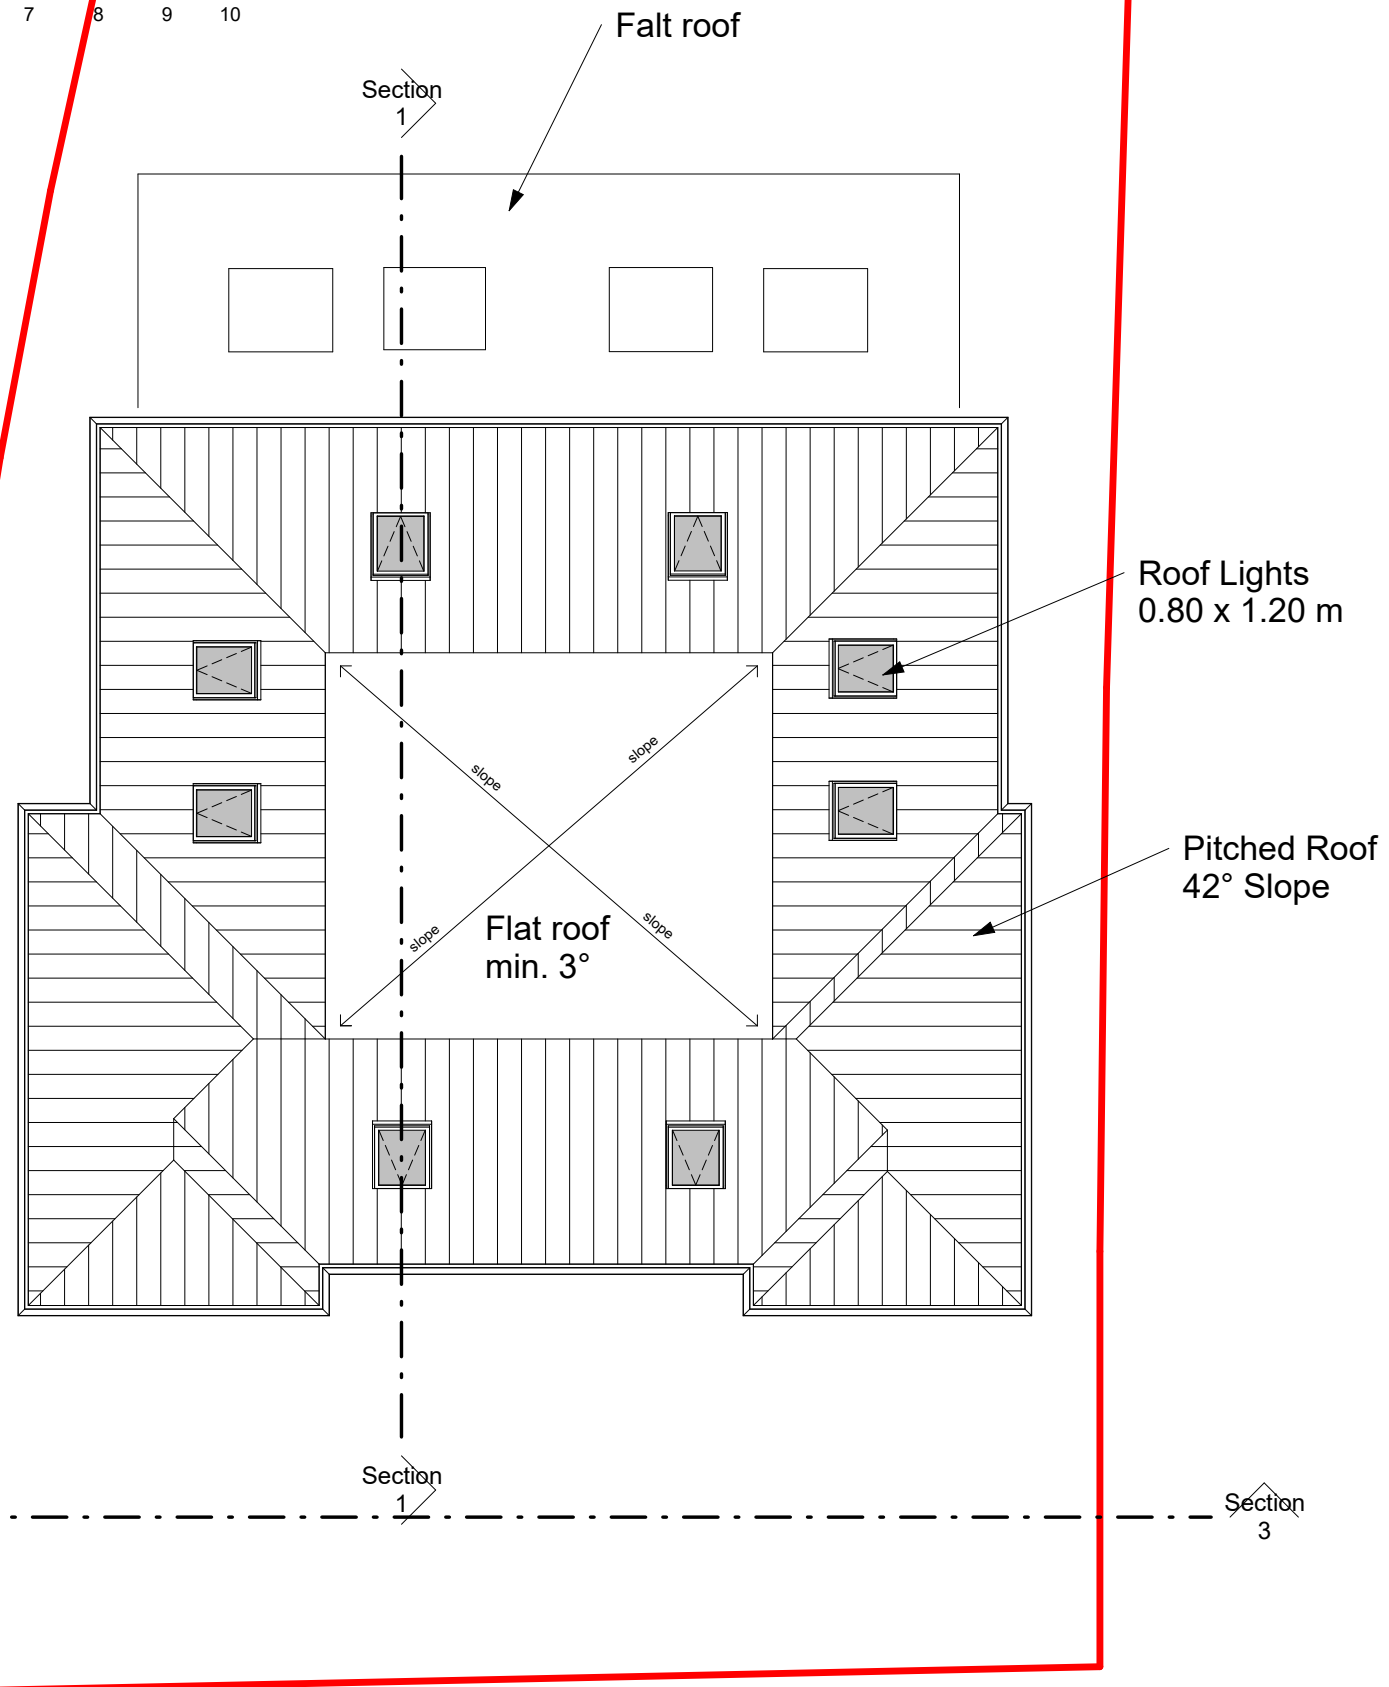 7 8 9 10
Falt roof
Section
1
Roof Lights
0.80 x 1.20 m
slope
slope
Pitched Roof
42° Slope
slope
slope
Flat roof
min. 3°
Section
1
Section
3